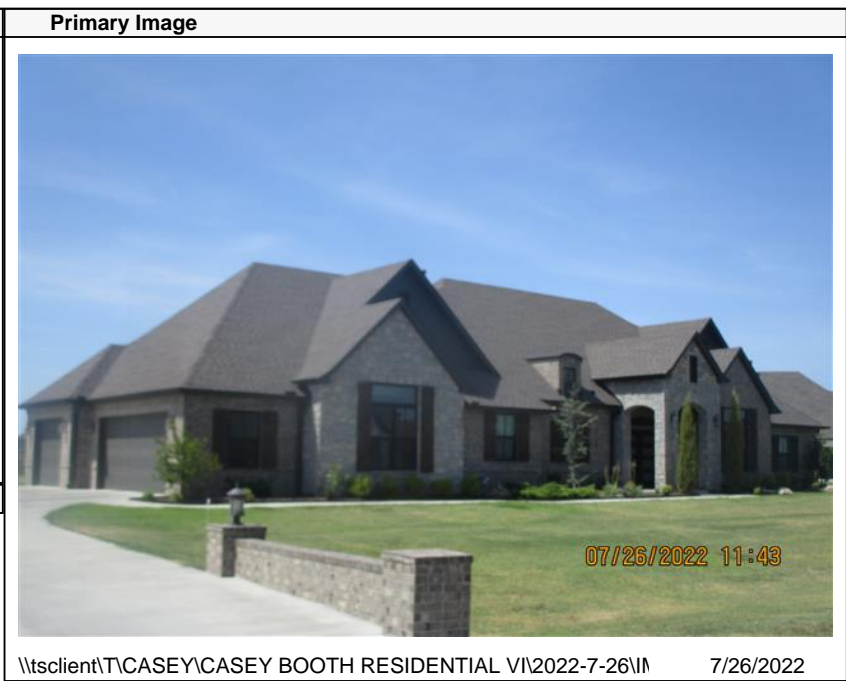 Primary Image
07/26/2022 11:43
\\tsclient\T\CASEY\CASEY BOOTH RESIDENTIAL VI\2022-7-26\IM 7/26/2022